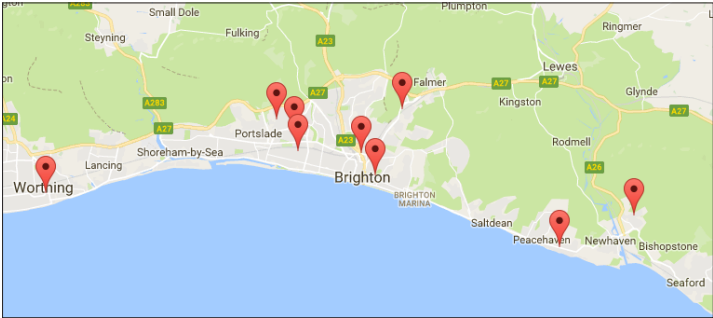 A283
Small Dole
Plumpton
Ringmer
Steyning
Fulking
A23
Lewes
A27
A27
A27
Falmer
Glynde
A283
Kingston
A27
A24
A27
Portslade
A23
Rodmell
Shoreham-by-Sea
Lancing
A26
Worthing
Brighton
BRIGHTON
MARINA
Saltdean
Peacehaven
Newhaven
Bishopstone
Seaford